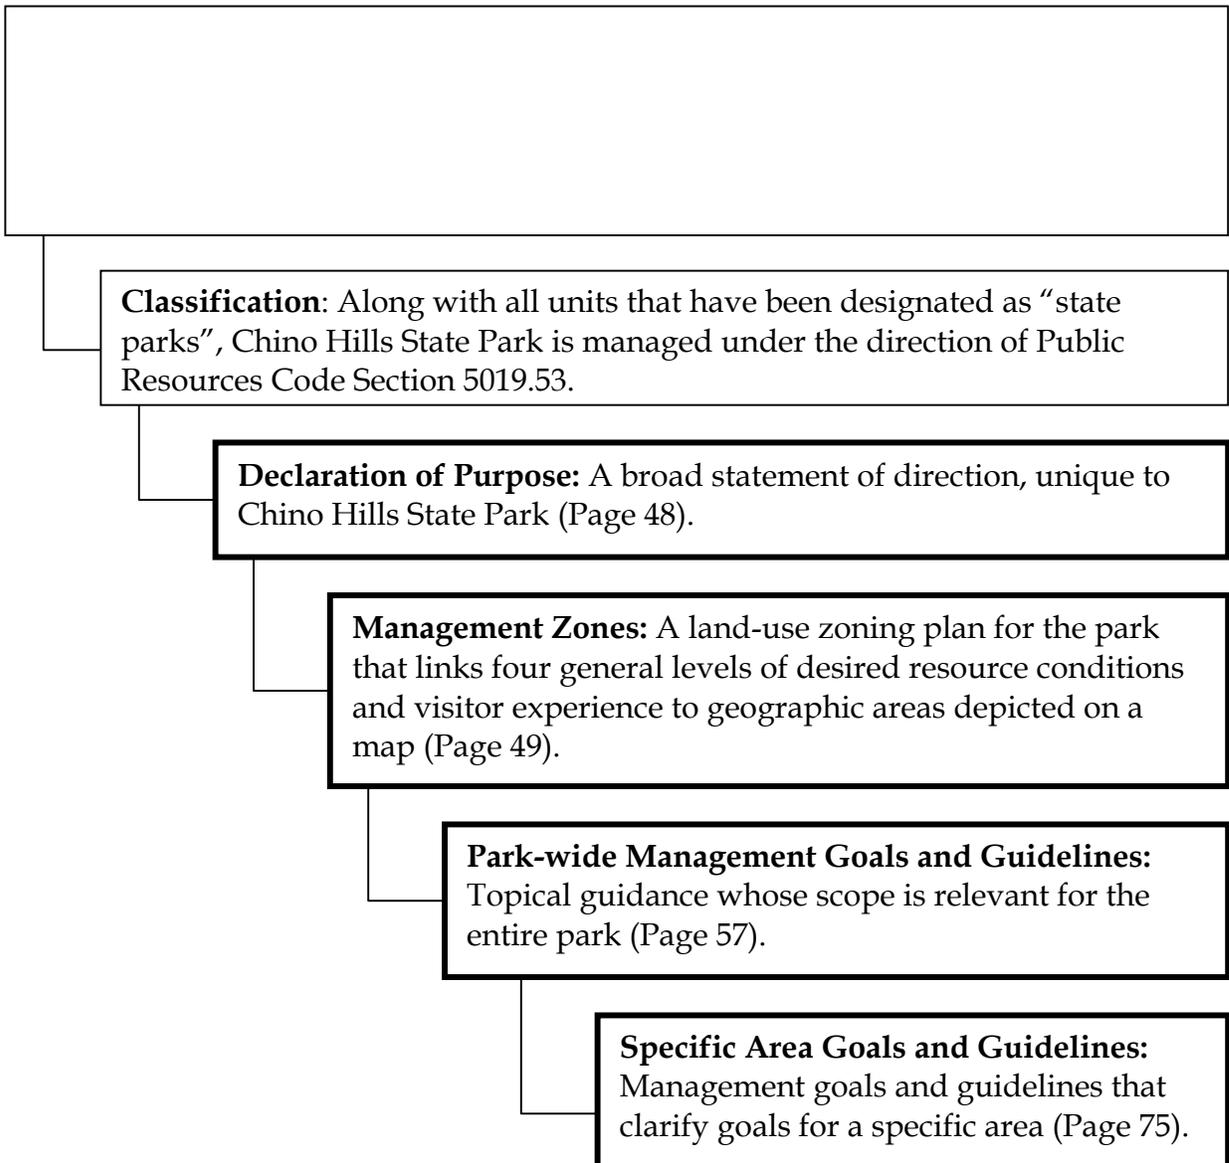 Classification: Along with all units that have been designated as “state
parks”, Chino Hills State Park is managed under the direction of Public
Resources Code Section 5019.53.
Declaration of Purpose: A broad statement of direction, unique to
Chino Hills State Park (Page 48).
Management Zones: A land-use zoning plan for the park
that links four general levels of desired resource conditions
and visitor experience to geographic areas depicted on a
map (Page 49).
Park-wide Management Goals and Guidelines:
Topical guidance whose scope is relevant for the
entire park (Page 57).
Specific Area Goals and Guidelines:
Management goals and guidelines that
clarify goals for a specific area (Page 75).